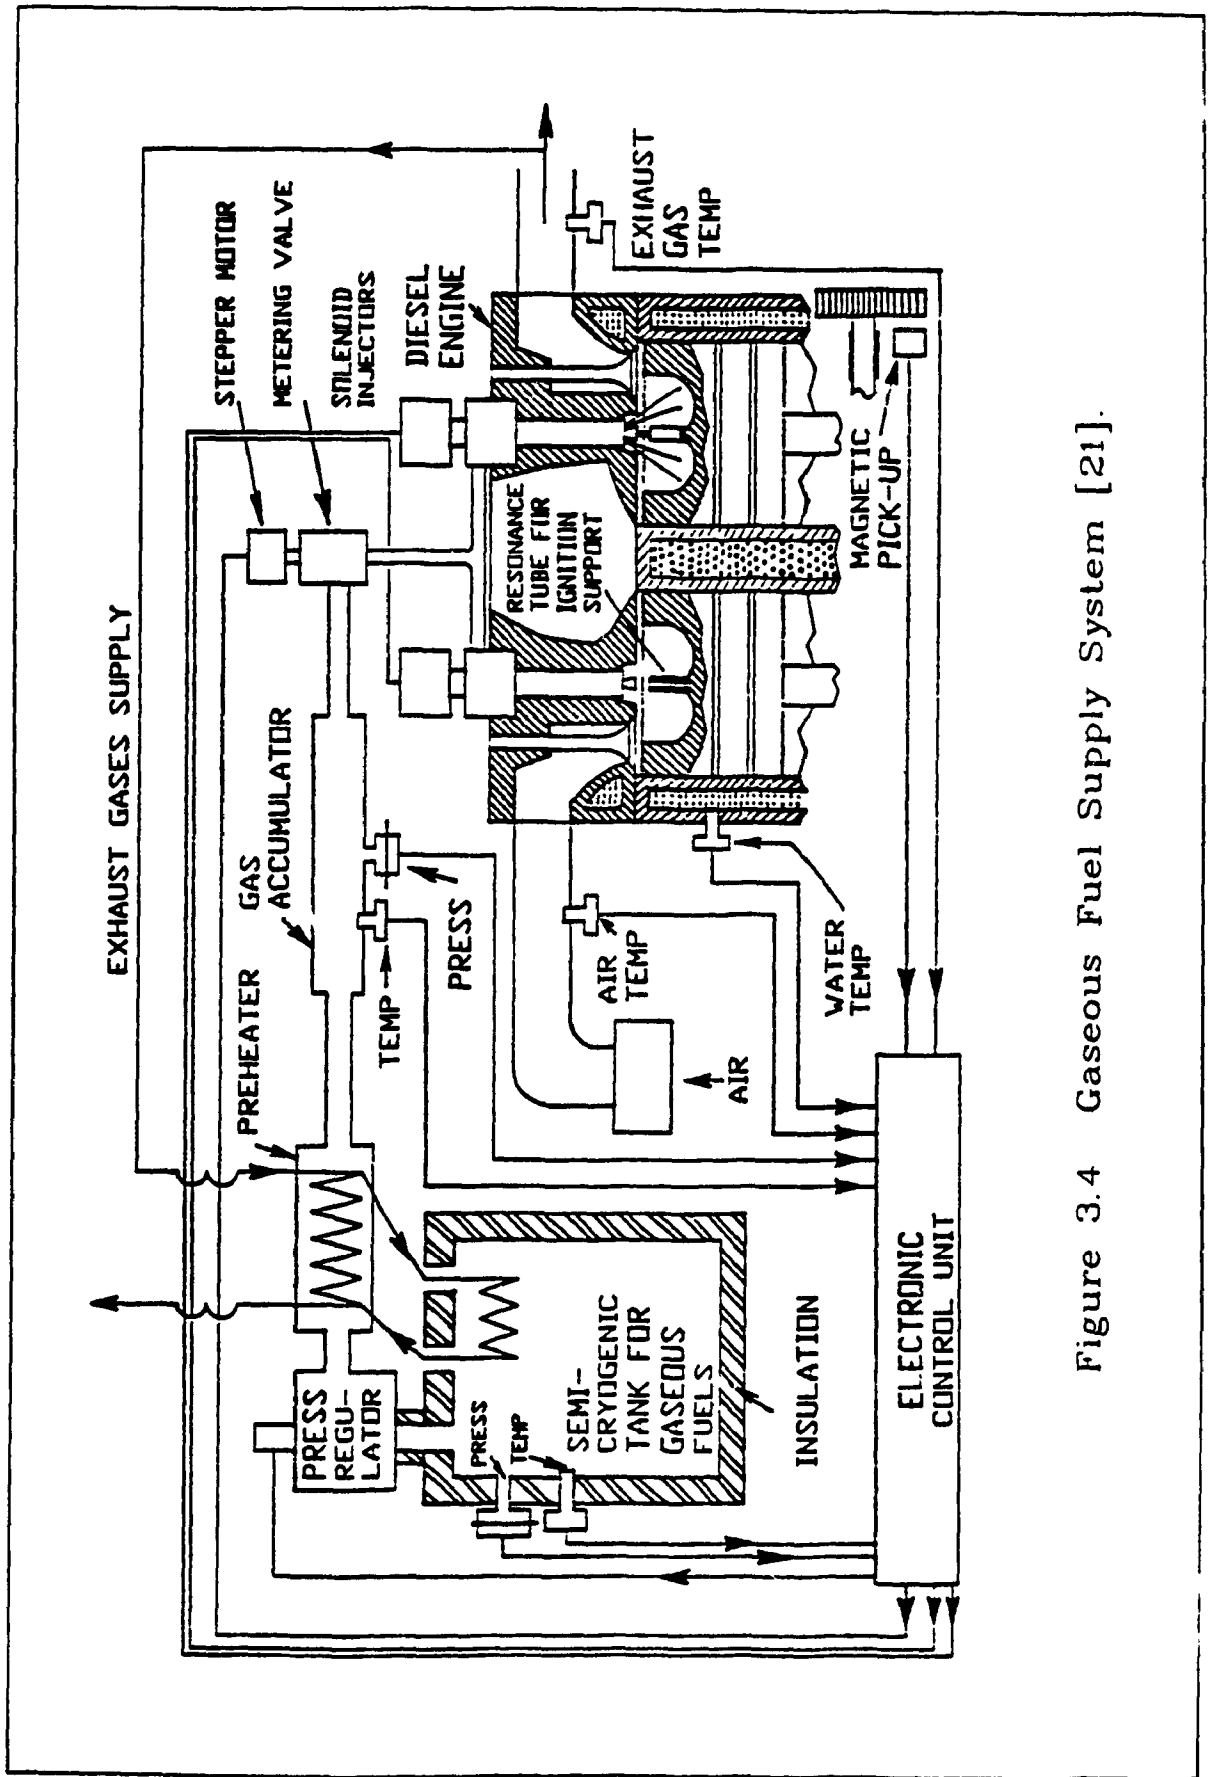 EXHAUST GASES SUPPLY
STEPPER MOTOR
METERING VALVE
SOLENOID
INJECTORS
DIESEL
ENGINE
GAS
ACCUMULATOR
PREHEATER
PRESS
REGU-
LATOR
TEMP
PRESS
RESONANCE
TUBE FOR
IGNITION
SUPPORT
EXHAUST
GAS
TEMP
PRESS
TEMP
SEMI-
CRYOGENIC
TANK FOR
GASEOUS
FUELS
INSULATION
AIR
TEMP
AIR
WATER
TEMP
MAGNETIC
PICK-UP
ELECTRONIC
CONTROL UNIT
Figure 3.4 Gaseous Fuel Supply System [21].